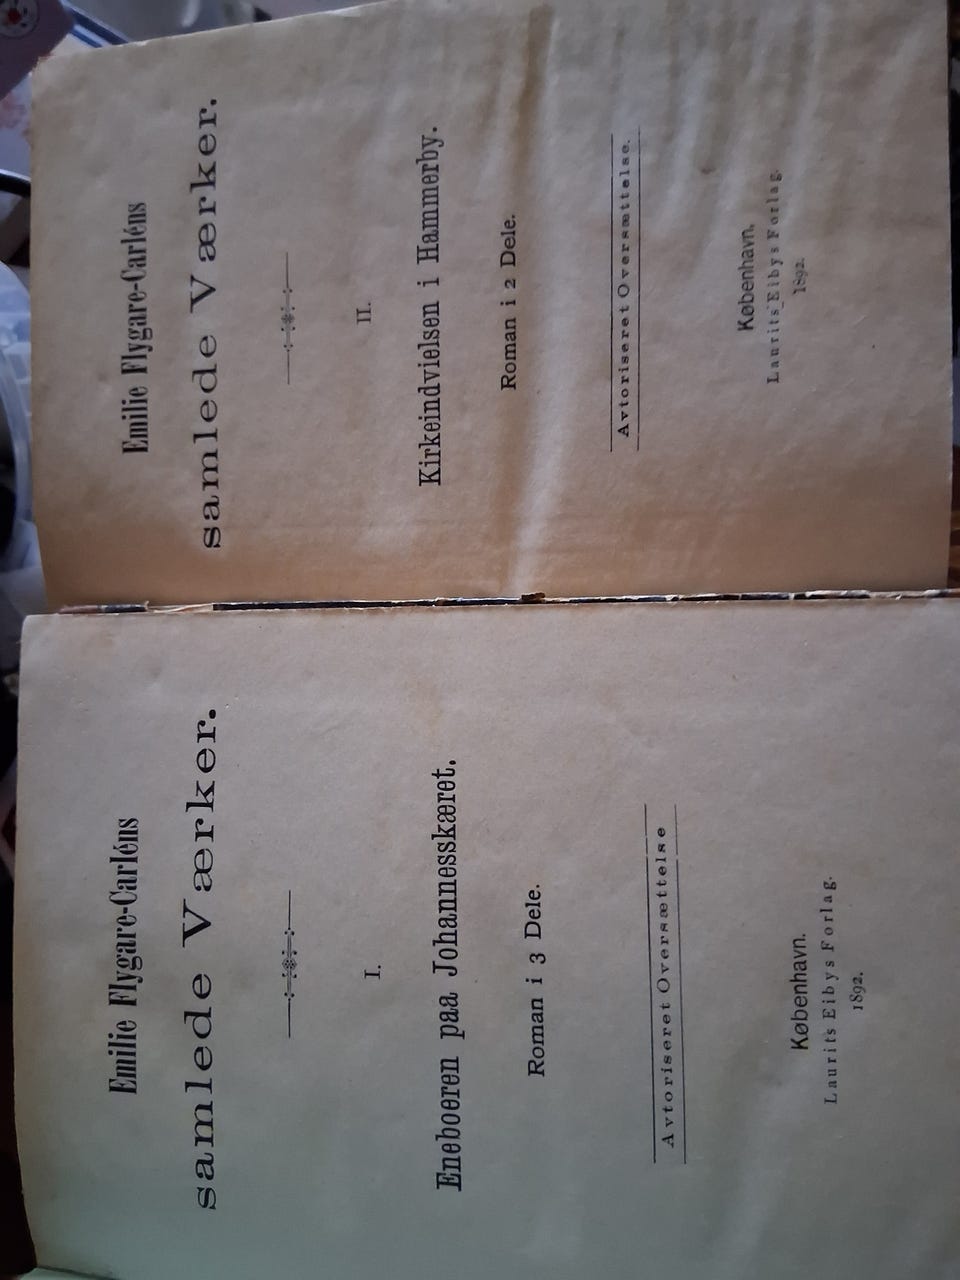 Emilie Flygare-Carléns
samlede Værker.
I.
Eneboeren paa Johannesskæret.
Roman i 3 Dele.
Avtoriseret Oversættelse
København.
Laurits Eibys Forlag.
1892.
Emilie Flygare-Carléns
samlede Værker.
II.
Kirkeindvielsen i Hammerby.
Roman i 2 Dele.
Avtoriseret Oversættelse.
København.
Laurits Eibys Forlag.
1892.